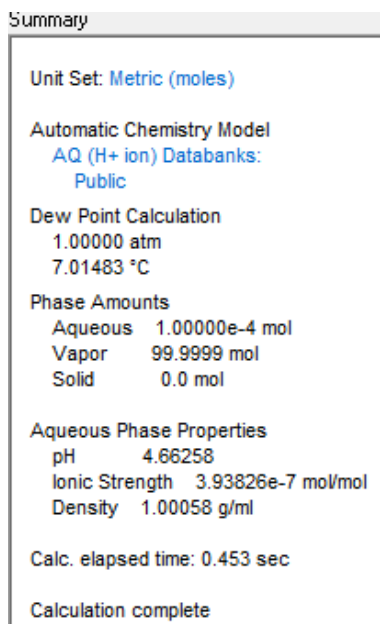 Summary
Unit Set: Metric (moles)
Automatic Chemistry Model
AQ (H+ ion) Databanks:
Public
Dew Point Calculation
1.00000 atm
7.01483 °C
Phase Amounts
Aqueous 1.00000e-4 mol
Vapor 99.9999 mol
Solid 0.0 mol
Aqueous Phase Properties
pH 4.66258
Ionic Strength 3.93826e-7 mol/mol
Density 1.00058 g/ml
Calc. elapsed time: 0.453 sec
Calculation complete